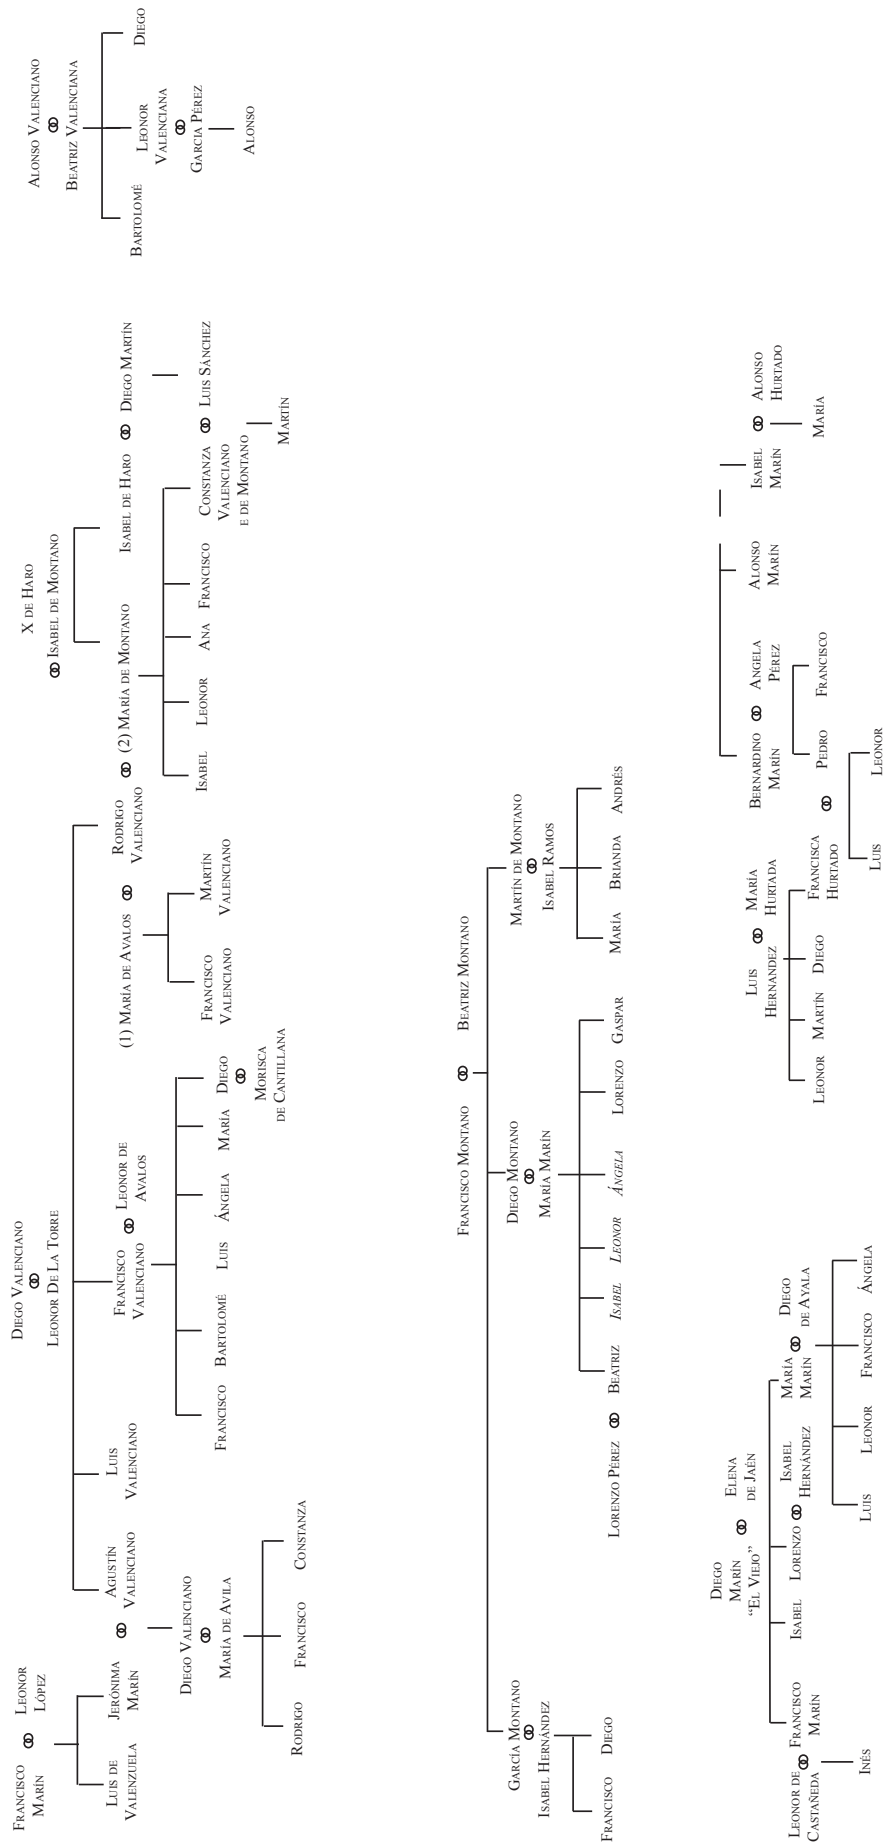 Francisco
Marín
Leonor
López
Luis de
Valenzuela
Jerónima
Marín
Diego Valenciano
Leonor De La Torre
Agustín
Valenciano
Luis
Valenciano
Francisco
Valenciano
Leonor de
Avalos
(1) María de Avalos
Rodrigo
Valenciano
(2) María de Montano
X de Haro
Isabel de Montano
Isabel de Haro
Diego Martín
Diego Valenciano
María de Avila
Rodrigo
Francisco
Constanza
Francisco
Bartolomé
Luis
Ángela
María
Diego
Morisca
de Cantillana
Francisco
Valenciano
Martín
Valenciano
Isabel
Leonor
Ana
Francisco
Constanza
Valenciano
e de Montano
Luis Sánchez
Martín
Alonso Valenciano
Beatriz Valenciana
Bartolomé
Leonor
Valenciana
Garcia Pérez
Alonso
Diego
Francisco Montano
Beatriz Montano
García Montano
Isabel Hernández
Francisco
Diego
Diego Montano
María Marín
Lorenzo Pérez
Beatriz
Isabel
Leonor
Ángela
Lorenzo
Gaspar
Martín de Montano
Isabel Ramos
María
Brianda
Andrés
Diego
Marín
“El Viejo”
Elena
de Jaén
Leonor de
Castañeda
Francisco
Marín
Inés
Isabel
Lorenzo
Isabel
Hernández
María
Marín
Diego
de Ayala
Luis
Leonor
Francisco
Ángela
Luis
Hernandez
María
Hurtada
Leonor
Martín
Diego
Francisca
Hurtado
Bernardino
Marín
Angela
Pérez
Pedro
Francisco
Luis
Leonor
Alonso
Marín
Isabel
Marín
Alonso
Hurtado
María